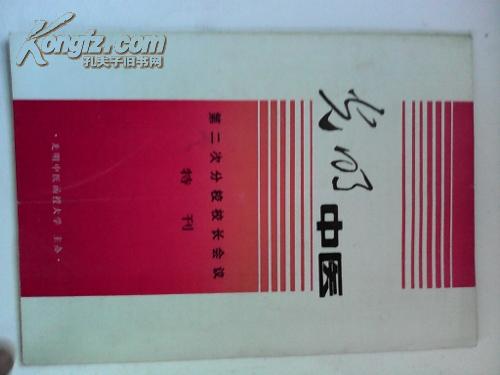 Kongfz.com
孔夫子旧书网
光明
中医
第二次分校校长会议
特刊
·光明中医函授大学 主办·